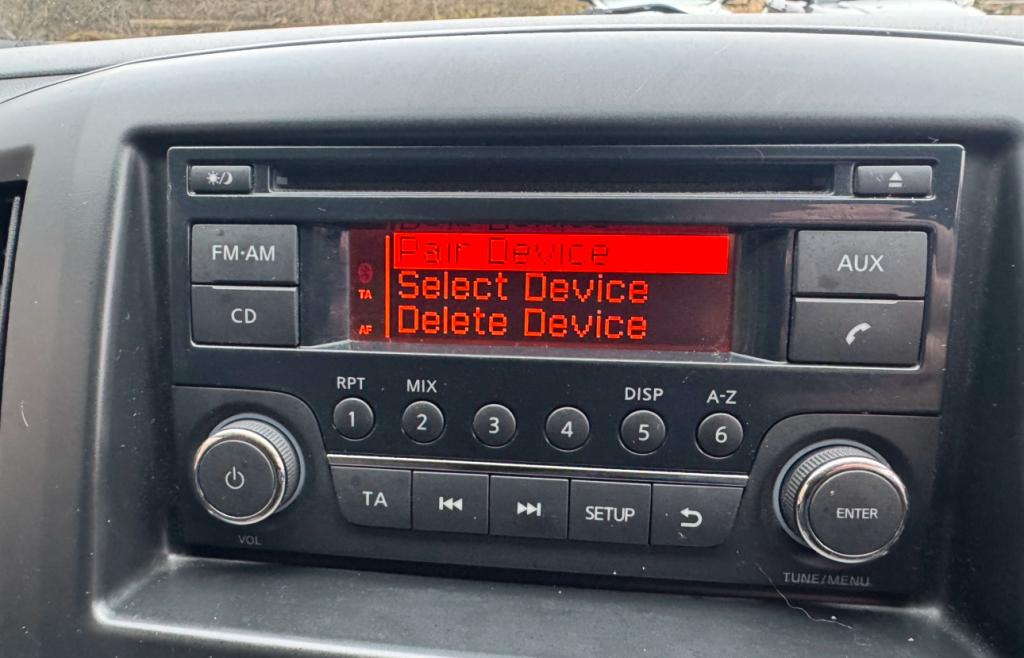 FM·AM
CD
Pair Device
TA
Select Device
AF
Delete Device
AUX
RPT
MIX
DISP
A-Z
1
2
3
4
5
6
TA
SETUP
ENTER
VOL
TUNE/MENU